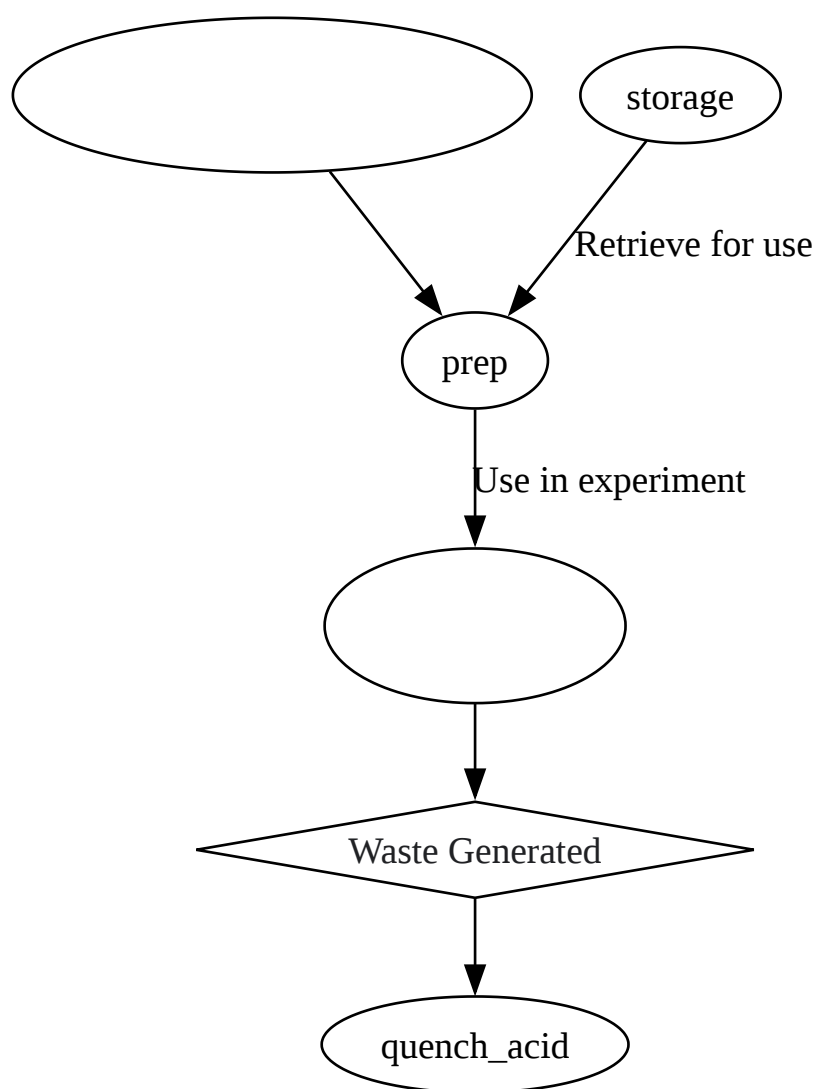 storage
Retrieve for use
prep
Use in experiment
Waste Generated
quench_acid